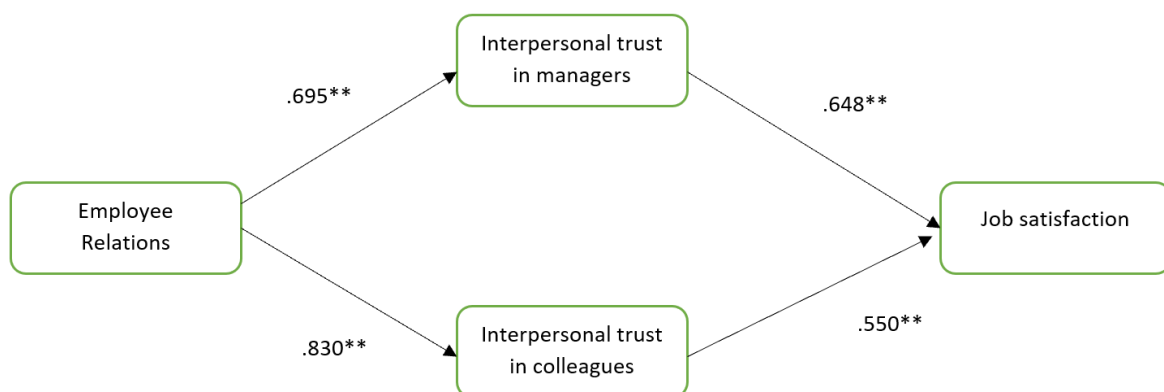 Interpersonal trust
in managers
.695**
.648**
Employee
Relations
Job satisfaction
.830**
Interpersonal trust
in colleagues
.550**